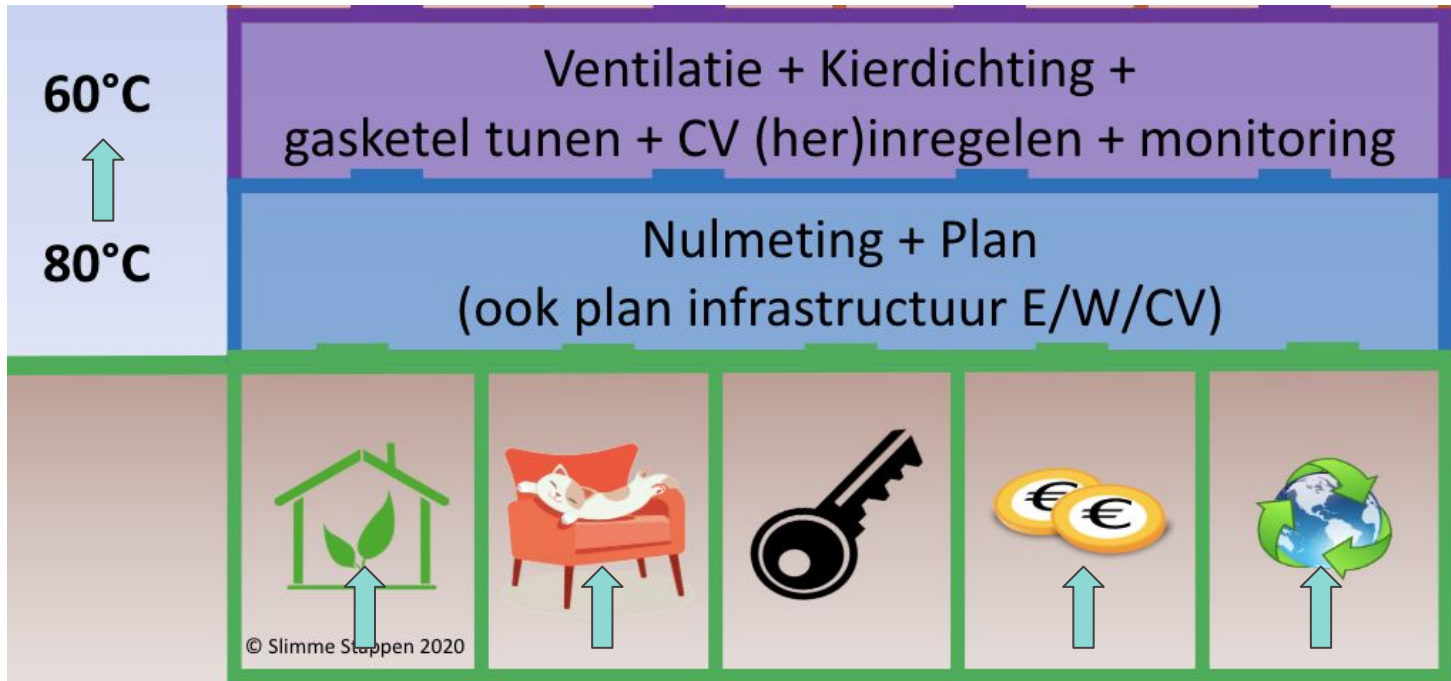 60°C
Ventilatie + Kierdichting +
gasketel tunen + CV (her)inregelen + monitoring
80°C
Nulmeting + Plan
(ook plan infrastructuur E/W/CV)
€ €
© Slimme Stappen 2020